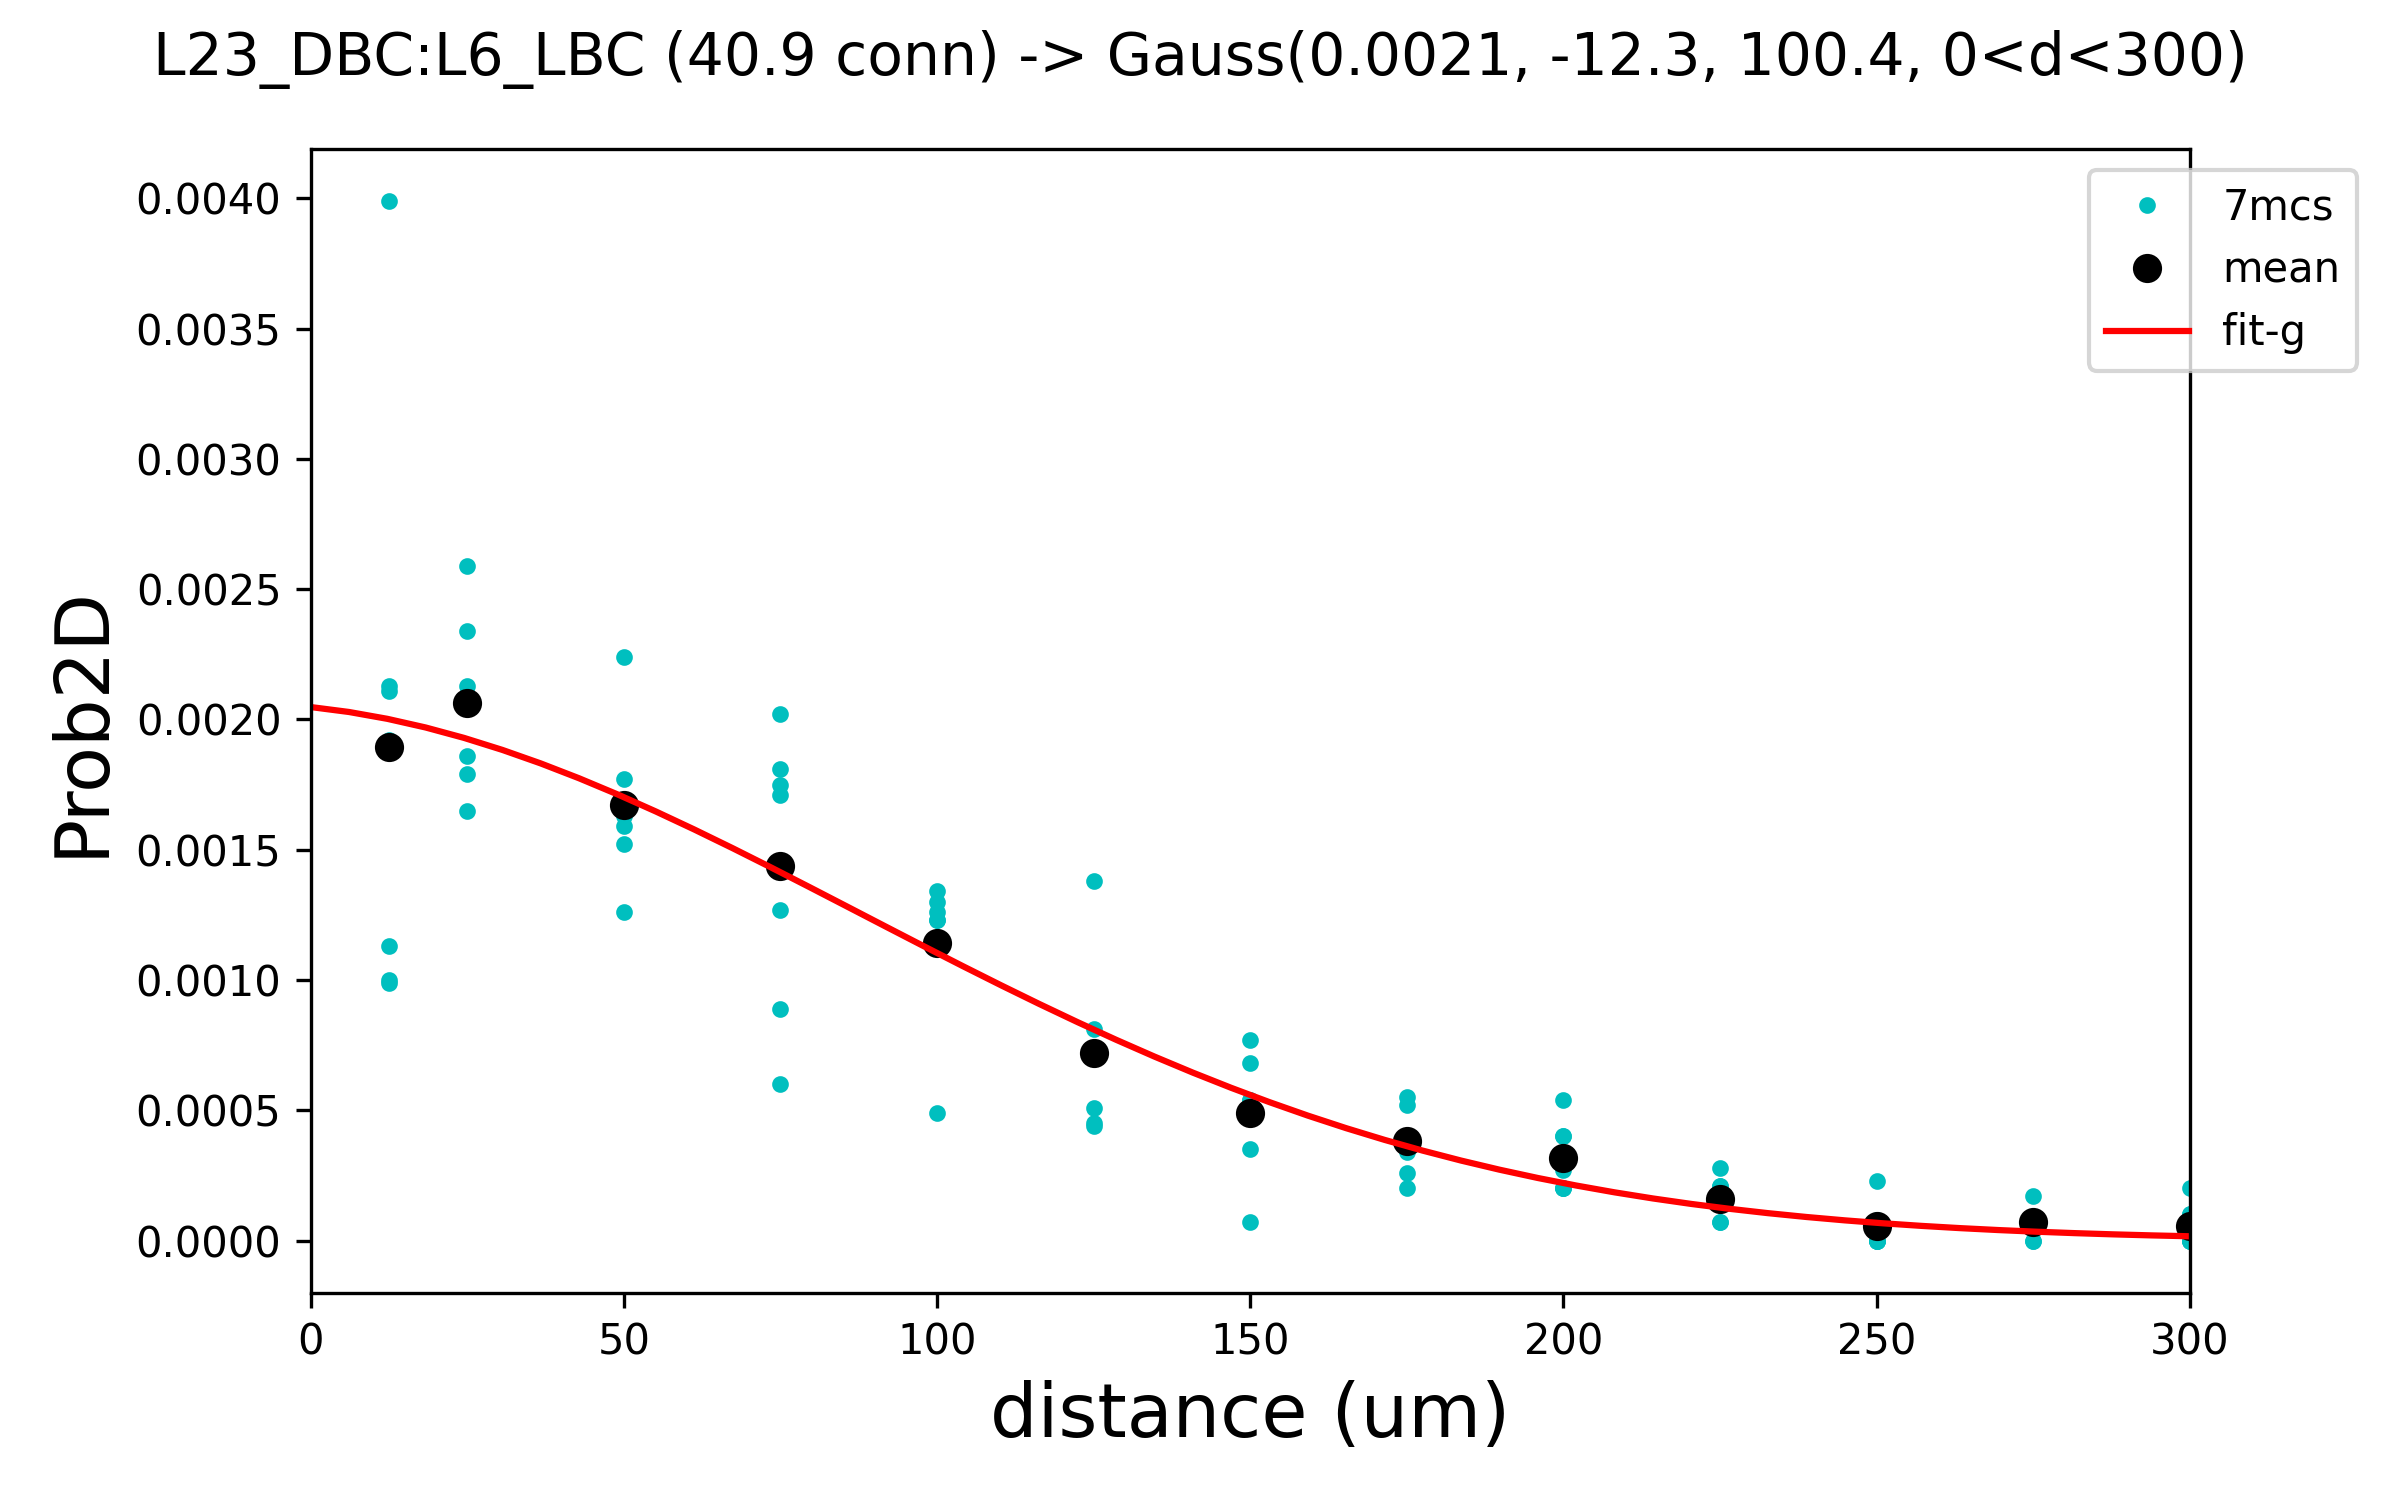 L23_DBC:L6_LBC (40.9 conn) -> Gauss(0.0021, -12.3, 100.4, 0<d<300)
7mcs
mean
fit-g
Prob2D
0.0040
0.0035
0.0030
0.0025
0.0020
0.0015
0.0010
0.0005
0.0000
0 50 100 150 200 250 300
distance (um)